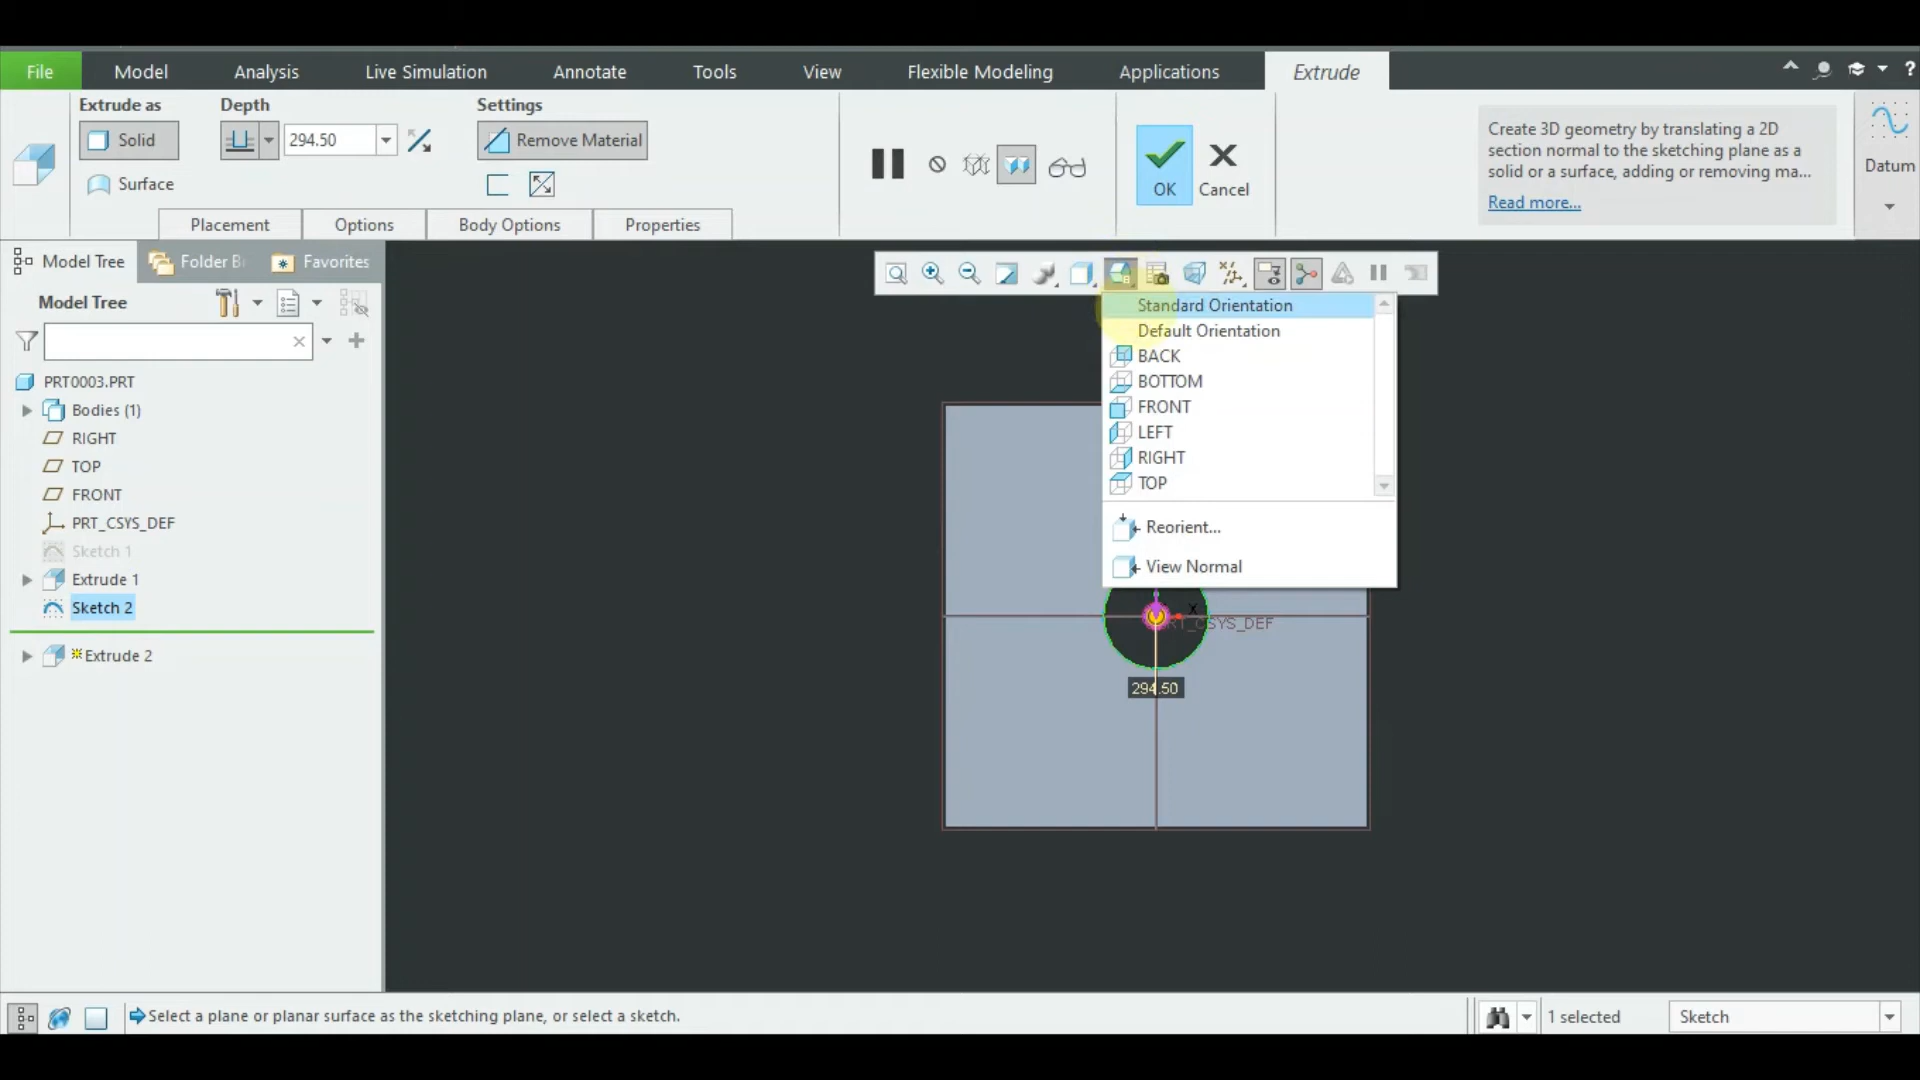 File Model Analysis Live Simulation Annotate Tools View Flexible Modeling Applications Extrude ?
Extrude as Depth Settings
Solid 294.50 Remove Material
Surface
OK Cancel
Placement Options Body Options Properties
Create 3D geometry by translating a 2D
section normal to the sketching plane as a
solid or a surface, adding or removing ma...
Read more...
Datum
Model Tree Folder B Favorites
Model Tree
PRT0003.PRT
Bodies (1)
RIGHT
TOP
FRONT
PRT_CSYS_DEF
Sketch 1
Extrude 1
Sketch 2
Extrude 2
Standard Orientation
Default Orientation
BACK
BOTTOM
FRONT
LEFT
RIGHT
TOP
Reorient...
View Normal
X
RT_CSYS_DEF
294.50
Select a plane or planar surface as the sketching plane, or select a sketch.
1 selected Sketch